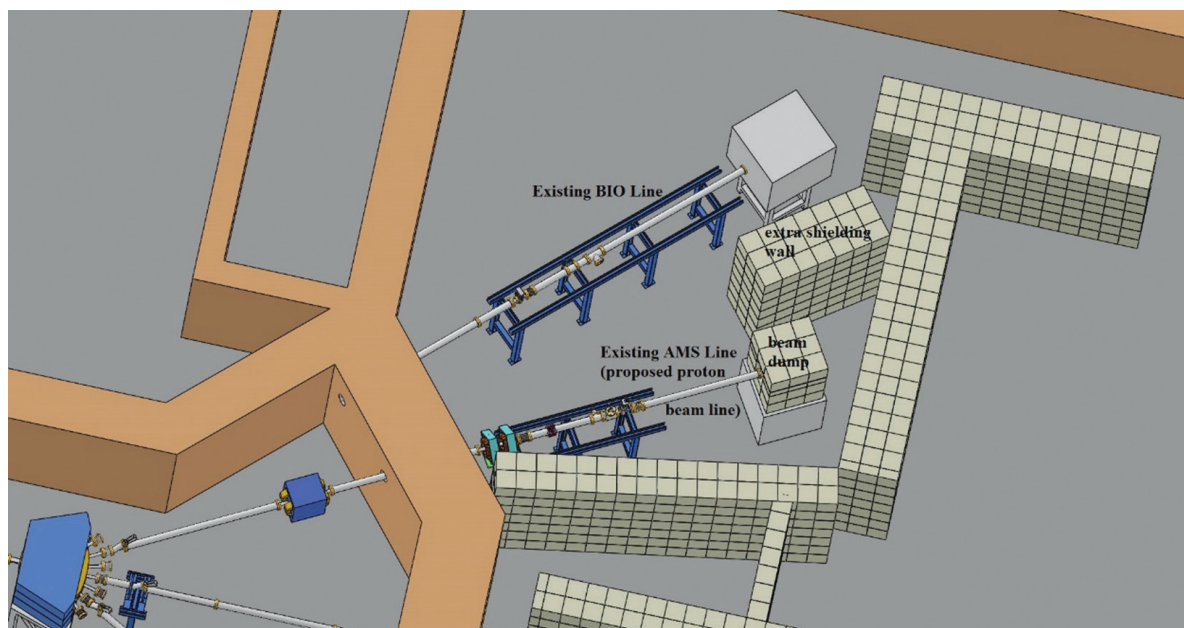 Existing BIO Line
extra shielding
wall
Existing AMS Line
(proposed proton
beam line)
beam
dump